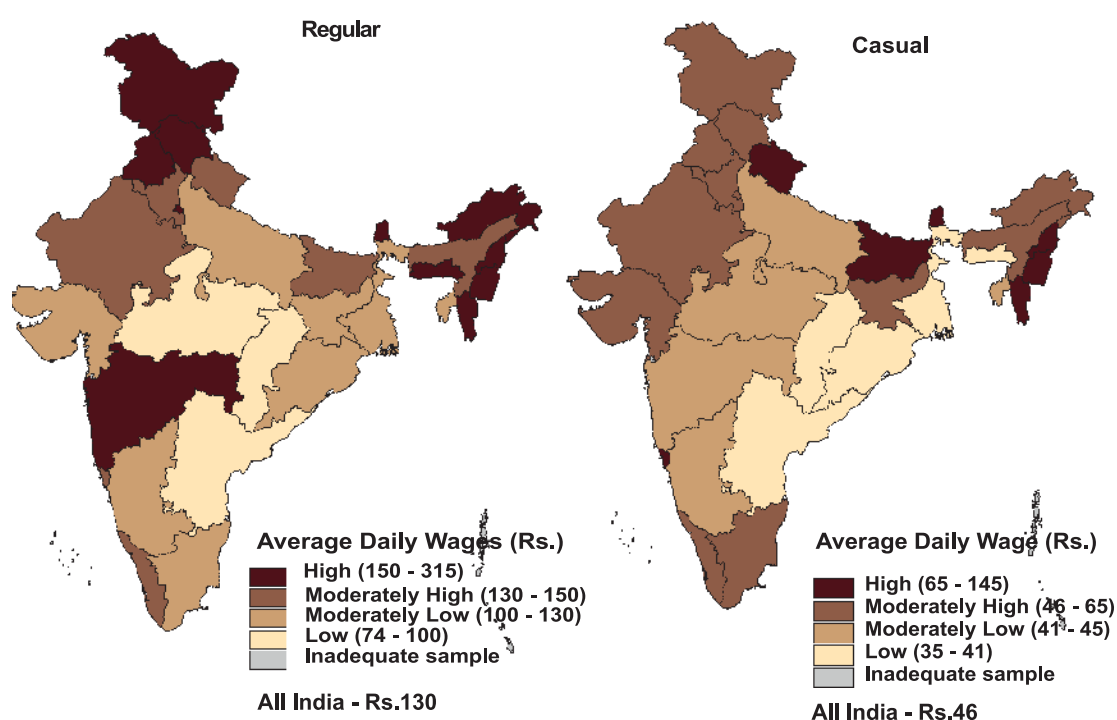 Regular
Average Daily Wages (Rs.)
High (150 - 315)
Moderately High (130 - 150)
Moderately Low (100 - 130)
Low (74 - 100)
Inadequate sample
All India - Rs.130
Casual
Average Daily Wage (Rs.)
High (65 - 145)
Moderately High (46 - 65)
Moderately Low (41 - 45)
Low (35 - 41)
Inadequate sample
All India - Rs.46